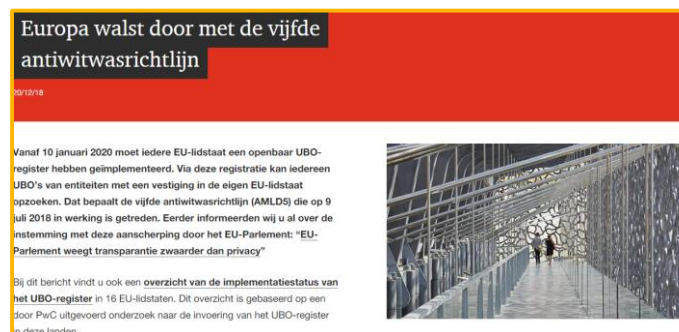 Europa walst door met de vijfde
antiwitwasrichtlijn
20/12/18
Vanaf 10 januari 2020 moet iedere EU-lidstaat een openbaar UBO-
register hebben geïmplementeerd. Via deze registratie kan iedereen
UBO's van entiteiten met een vestiging in de eigen EU-lidstaat
opzoeken. Dat bepaalt de vijfde antiwitwasrichtlijn (AMLD5) die op 9
juli 2018 in werking is getreden. Eerder informeerden wij u al over de
instemming met deze aanscherping door het EU-Parlement: “EU-
Parlement weegt transparantie zwaarder dan privacy”
Bij dit bericht vindt u ook een overzicht van de implementatiestatus van
het UBO-register in 16 EU-lidstaten. Dit overzicht is gebaseerd op een
door PwC uitgevoerd onderzoek naar de invoering van het UBO-register
in deze landen.